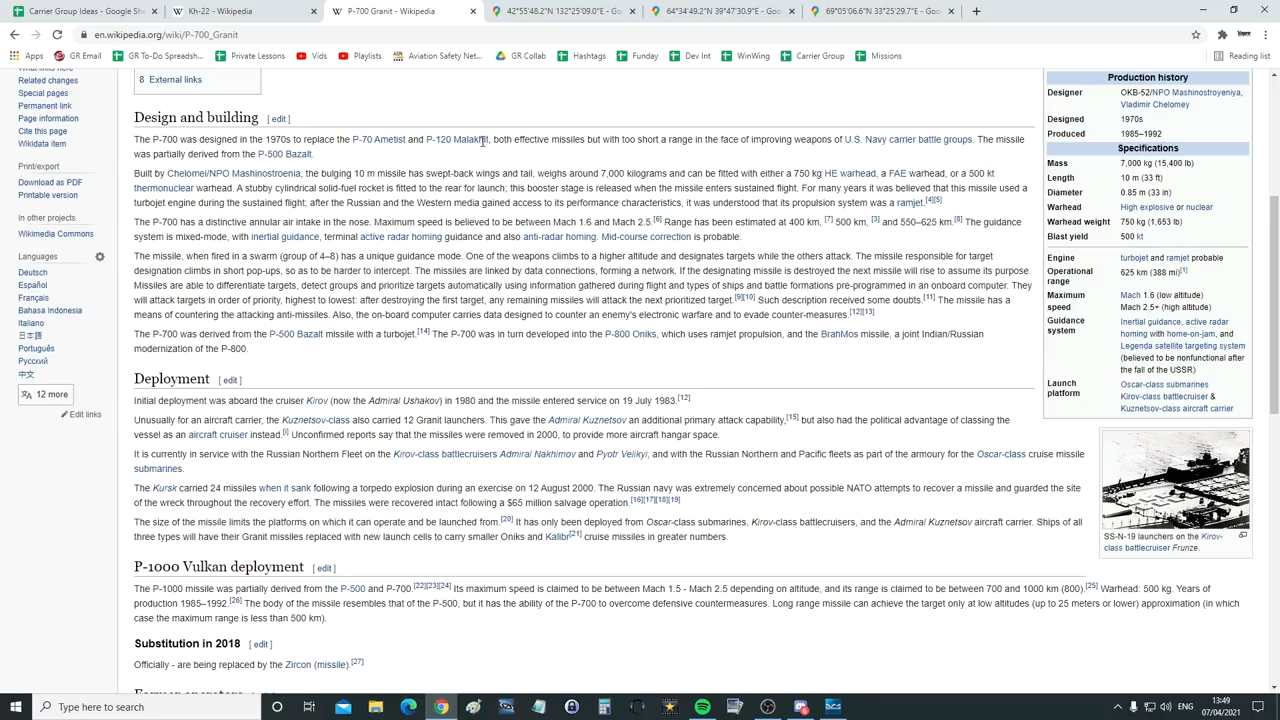 Carrier Group Ideas - Google She
Kh-22 - Wikipedia
P-700 Granit - Wikipedia
42°55'48.2"N 132°25'09.0"E - Goo
64°34'49.2"N 39°47'30.9"E - Goo
69°05'06.6"N 33°25'29.7"E - Goo
en.wikipedia.org/wiki/P-700_Granit
Apps GR Email GR To-Do Spreadsh... Private Lessons Vids Playlists Aviation Safety Net... GR Collab Hashtags Funday Dev Int WinWing Carrier Group Missions Reading list
What links here
Related changes
Special pages
Permanent link
Page information
Cite this page
Wikidata item
Print/export
Download as PDF
Printable version
In other projects
Wikimedia Commons
Languages
Deutsch
Español
Français
Bahasa Indonesia
Italiano
日本語
Português
Русский
中文
12 more
Edit links
8 External links
Design and building [ edit ]
The P-700 was designed in the 1970s to replace the P-70 Ametist and P-120 Malakhit, both effective missiles but with too short a range in the face of improving weapons of U.S. Navy carrier battle groups. The missile
was partially derived from the P-500 Bazalt.
Built by Chelomei/NPO Mashinostroyenia, the bulging 10 m missile has swept-back wings and tail, weighs around 7,000 kilograms and can be fitted with either a 750 kg HE warhead, a FAE warhead, or a 500 kt
thermonuclear warhead. A stubby cylindrical solid-fuel rocket is fitted to the rear for launch; this booster stage is released when the missile enters sustained flight. For many years it was believed that this missile used a
turbojet engine during the sustained flight; after the Russian and the Western media gained access to its performance characteristics, it was understood that its propulsion system was a ramjet.[4][5]
The P-700 has a distinctive annular air intake in the nose. Maximum speed is believed to be between Mach 1.6 and Mach 2.5.[6] Range has been estimated at 400 km, [7] 500 km, [3] and 550–625 km.[8] The guidance
system is mixed-mode, with inertial guidance, terminal active radar homing guidance and also anti-radar homing. Mid-course correction is probable.
The missile, when fired in a swarm (group of 4–8) has a unique guidance mode. One of the weapons climbs to a higher altitude and designates targets while the others attack. The missile responsible for target
designation climbs in short pop-ups, so as to be harder to intercept. The missiles are linked by data connections, forming a network. If the designating missile is destroyed the next missile will rise to assume its purpose.
Missiles are able to differentiate targets, detect groups and prioritize targets automatically using information gathered during flight and types of ships and battle formations pre-programmed in an onboard computer. They
will attack targets in order of priority, highest to lowest: after destroying the first target, any remaining missiles will attack the next prioritized target.[9][10] Such description received some doubts.[11] The missile has a
means of countering the attacking anti-missiles. Also, the on-board computer carries data designed to counter an enemy's electronic warfare and to evade counter-measures.[12][13]
The P-700 was derived from the P-500 Bazalt missile with a turbojet.[14] The P-700 was in turn developed into the P-800 Oniks, which uses ramjet propulsion, and the BrahMos missile, a joint Indian/Russian
modernization of the P-800.
Deployment [ edit ]
Initial deployment was aboard the cruiser Kirov (now the Admiral Ushakov) in 1980 and the missile entered service on 19 July 1983.[12]
Unusually for an aircraft carrier, the Kuznetsov-class also carried 12 Granit launchers. This gave the Admiral Kuznetsov an additional primary attack capability,[15] but also had the political advantage of classing the
vessel as an aircraft cruiser instead.[i] Unconfirmed reports say that the missiles were removed in 2000, to provide more aircraft hangar space.
It is currently in service with the Russian Northern Fleet on the Kirov-class battlecruisers Admiral Nakhimov and Pyotr Velikyi, and with the Russian Northern and Pacific fleets as part of the armoury for the Oscar-class cruise missile
submarines.
The Kursk carried 24 missiles when it sank following a torpedo explosion during an exercise on 12 August 2000. The Russian navy was extremely concerned about possible NATO attempts to recover a missile and guarded the site
of the wreck throughout the recovery effort. The missiles were recovered intact following a $65 million salvage operation.[16][17][18][19]
The size of the missile limits the platforms on which it can operate and be launched from.[20] It has only been deployed from Oscar-class submarines, Kirov-class battlecruisers, and the Admiral Kuznetsov aircraft carrier. Ships of all
three types will have their Granit missiles replaced with new launch cells to carry smaller Oniks and Kalibr[21] cruise missiles in greater numbers.
P-1000 Vulkan deployment [ edit ]
The P-1000 missile was partially derived from the P-500 and P-700.[22][23][24] Its maximum speed is claimed to be between Mach 1.5 - Mach 2.5 depending on altitude, and its range is claimed to be between 700 and 1000 km (800).[25] Warhead: 500 kg. Years of
production 1985–1992.[26] The body of the missile resembles that of the P-500, but it has the ability of the P-700 to overcome defensive countermeasures. Long range missile can achieve the target only at low altitudes (up to 25 meters or lower) approximation (in which
case the maximum range is less than 500 km).
Substitution in 2018 [ edit ]
Officially - are being replaced by the Zircon (missile).[27]
Former operators
Production history
Designer OKB-52/NPO Mashinostroyeniya,
Vladimir Chelomey
Designed 1970s
Produced 1985–1992
Specifications
Mass 7,000 kg (15,400 lb)
Length 10 m (33 ft)
Diameter 0.85 m (33 in)
Warhead High explosive or nuclear
Warhead weight 750 kg (1,653 lb)
Blast yield 500 kt
Engine turbojet and ramjet probable
Operational range 625 km (388 mi)[1]
Maximum speed Mach 1.6 (low altitude)
Mach 2.5+ (high altitude)
Guidance system Inertial guidance, active radar
homing with home-on-jam, and
Legenda satellite targeting system
(believed to be nonfunctional after
the fall of the USSR)
Launch platform Oscar-class submarines
Kirov-class battlecruiser &
Kuznetsov-class aircraft carrier
SS-N-19 launchers on the Kirov-
class battlecruiser Frunze.
Type here to search
13:49
07/04/2021